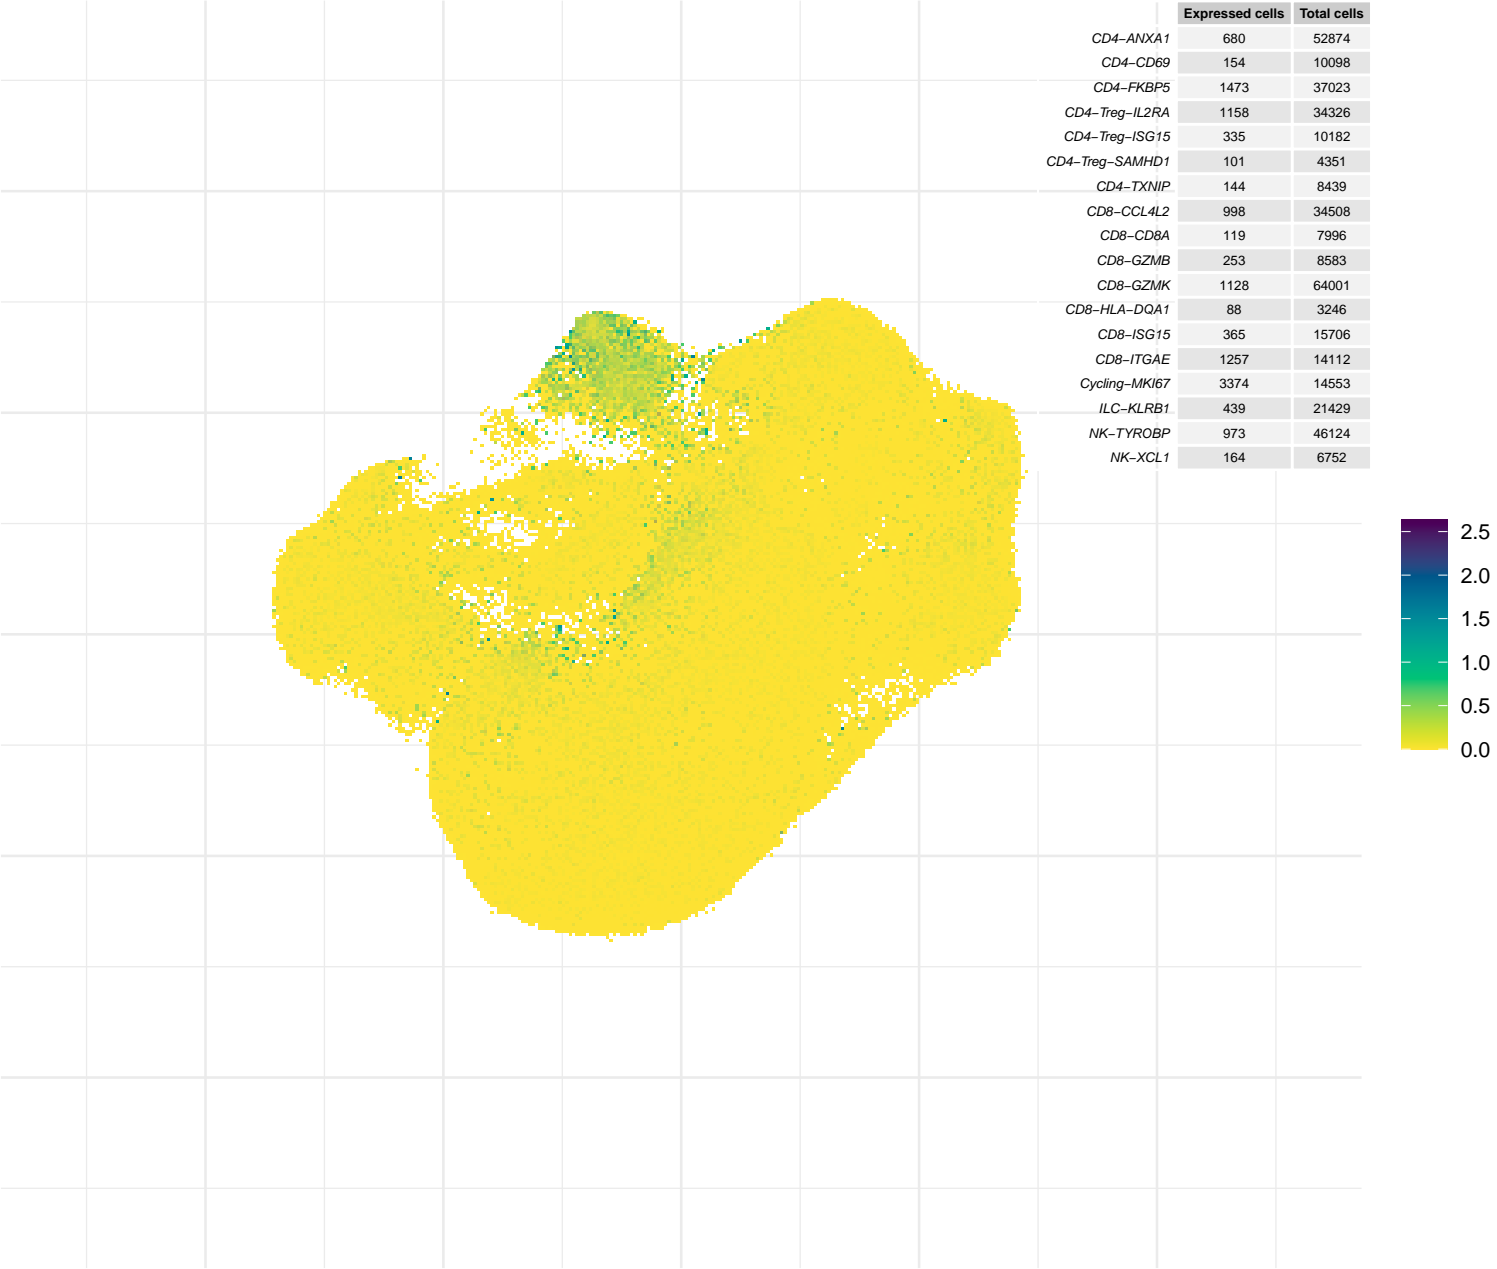 Expressed cells Total cells
CD4−ANXA1 680 52874
CD4−CD69 154 10098
CD4−FKBP5 1473 37023
CD4−Treg−IL2RA 1158 34326
CD4−Treg−ISG15 335 10182
CD4−Treg−SAMHD1 101 4351
CD4−TXNIP 144 8439
CD8−CCL4L2 998 34508
CD8−CD8A 119 7996
CD8−GZMB 253 8583
CD8−GZMK 1128 64001
CD8−HLA−DQA1 88 3246
CD8−ISG15 365 15706
CD8−ITGAE 1257 14112
Cycling−MKI67 3374 14553
ILC−KLRB1 439 21429
NK−TYROBP 973 46124
NK−XCL1 164 6752
2.5
2.0
1.5
1.0
0.5
0.0